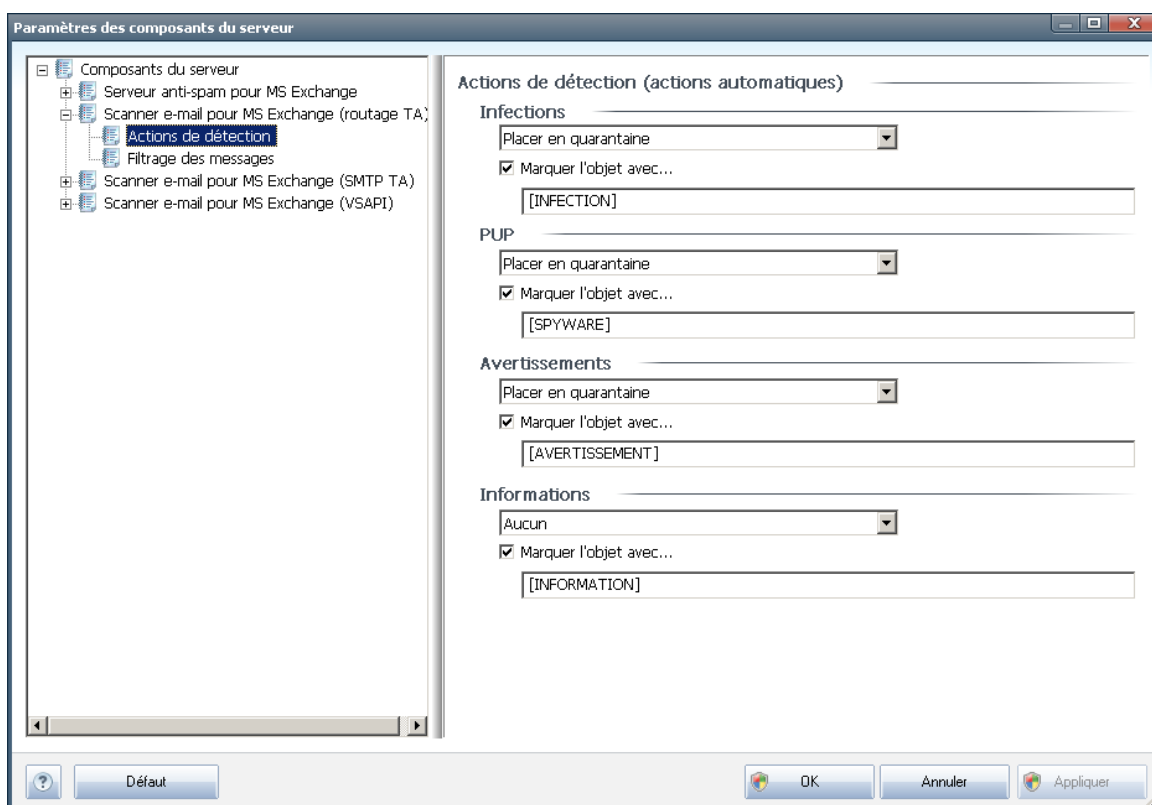 Paramètres des composants du serveur
Composants du serveur
Serveur anti-spam pour MS Exchange
Scanner e-mail pour MS Exchange (routage TA)
Actions de détection
Filtrage des messages
Scanner e-mail pour MS Exchange (SMTP TA)
Scanner e-mail pour MS Exchange (VSAPI)
Actions de détection (actions automatiques)
Infections
Placer en quarantaine
Marquer l'objet avec...
[INFECTION]
PUP
Placer en quarantaine
Marquer l'objet avec...
[SPYWARE]
Avertissements
Placer en quarantaine
Marquer l'objet avec...
[AVERTISSEMENT]
Informations
Aucun
Marquer l'objet avec...
[INFORMATION]
? Défaut OK Annuler Appliquer